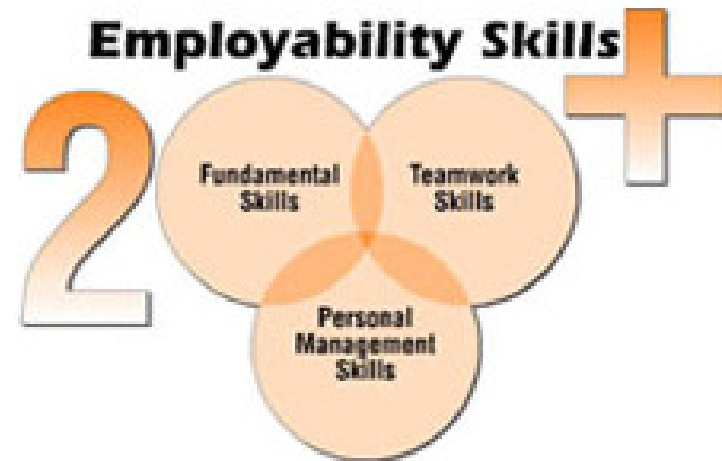 Employability Skills
2
+
Fundamental
Skills
Teamwork
Skills
Personal
Management
Skills